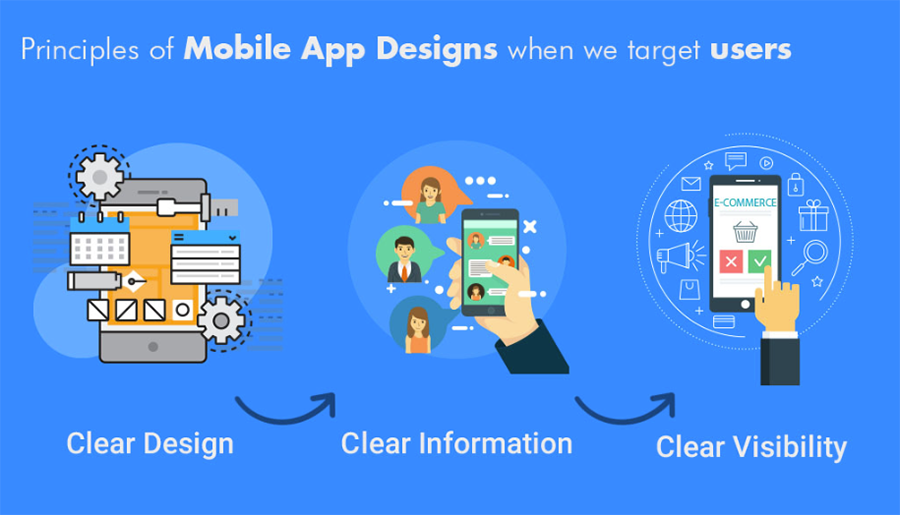 Principles of Mobile App Designs when we target users
E-COMMERCE
Clear Design
Clear Information
Clear Visibility